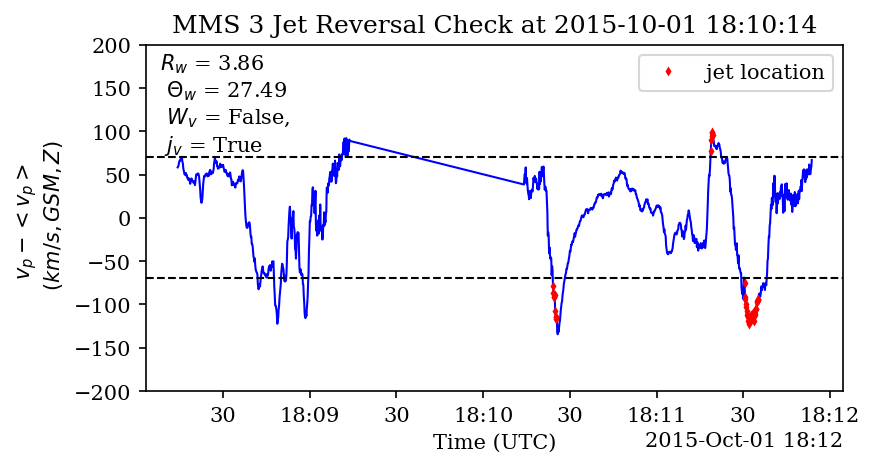 MMS 3 Jet Reversal Check at 2015-10-01 18:10:14
200
150
100
50
0
−50
−100
−150
−200
v_p − < v_p >
(km/s, GSM, Z)
R_w = 3.86
Θ_w = 27.49
W_v = False,
j_v = True
jet location
30 18:09 30 18:10 30 18:11 30 18:12
Time (UTC)
2015-Oct-01 18:12